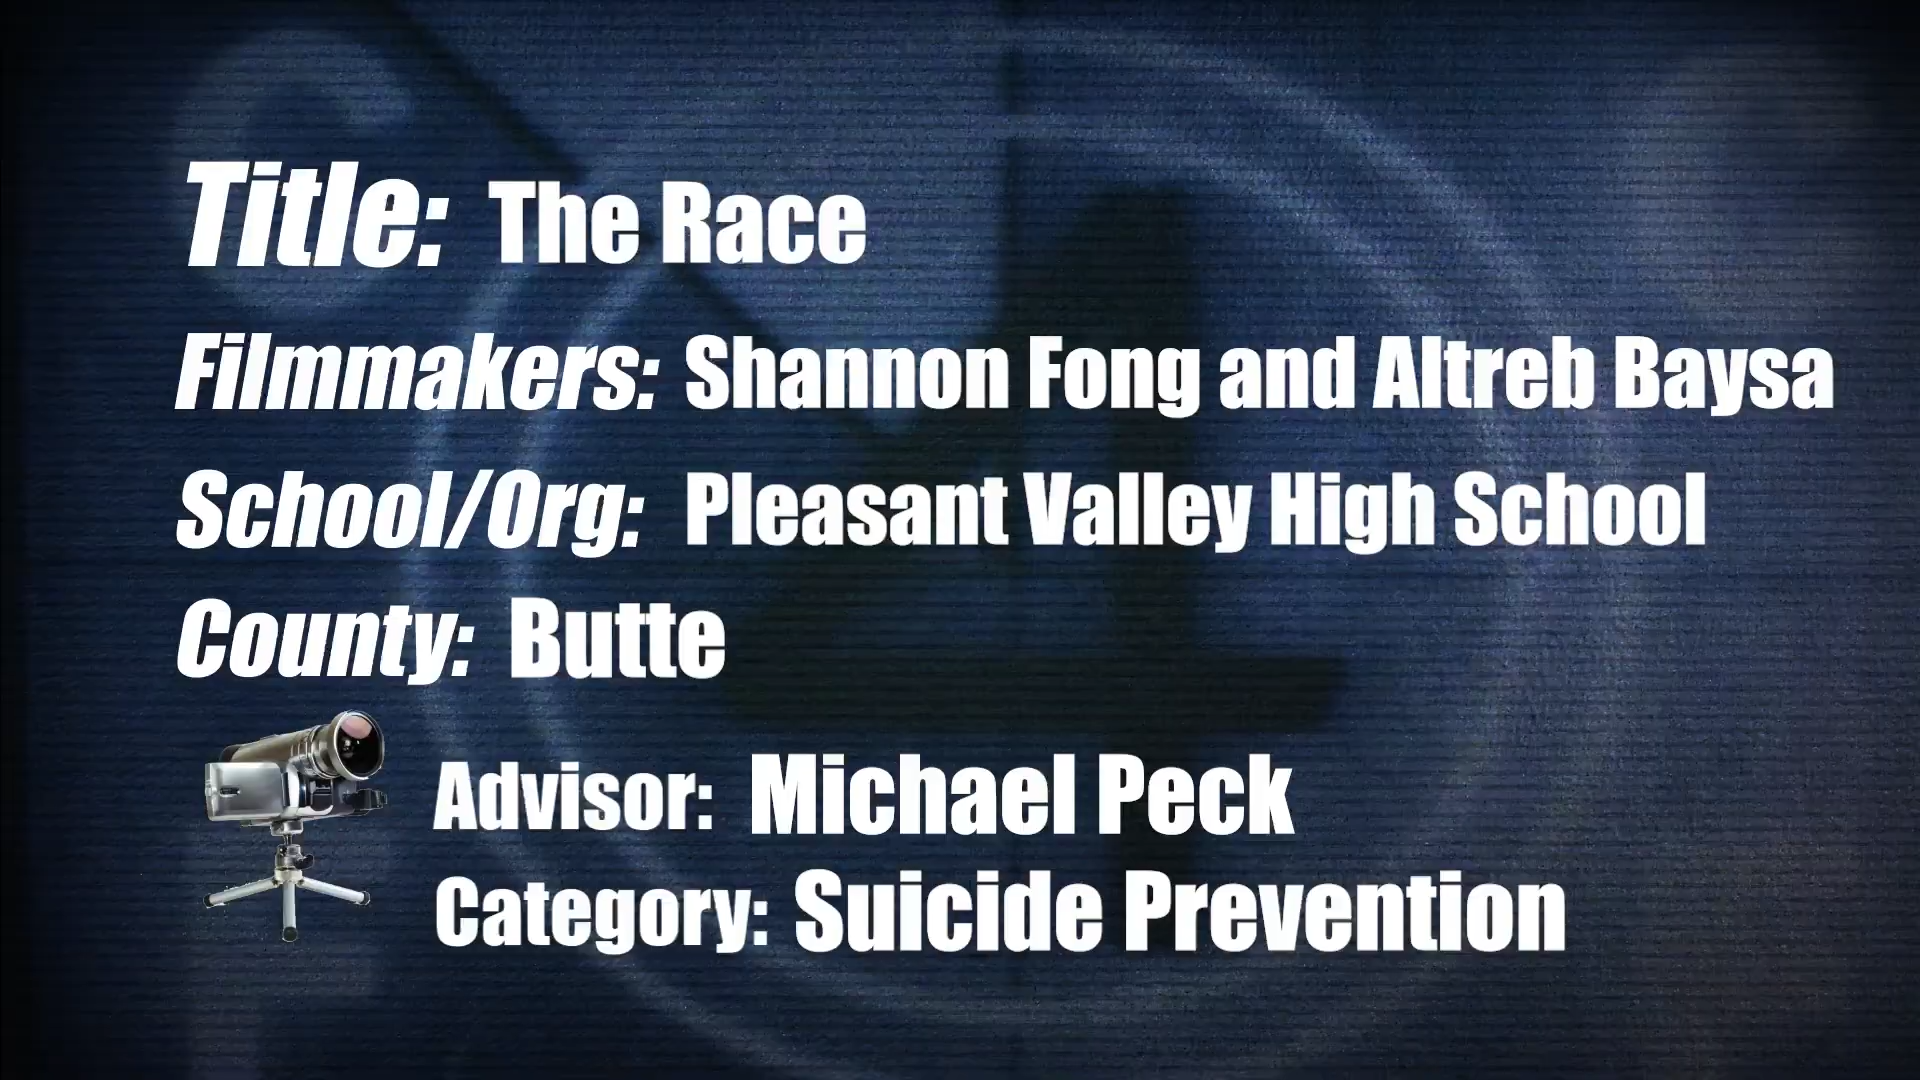 Title: The Race
Filmmakers: Shannon Fong and Altreb Baysa
School/Org: Pleasant Valley High School
County: Butte
Advisor: Michael Peck
Category: Suicide Prevention